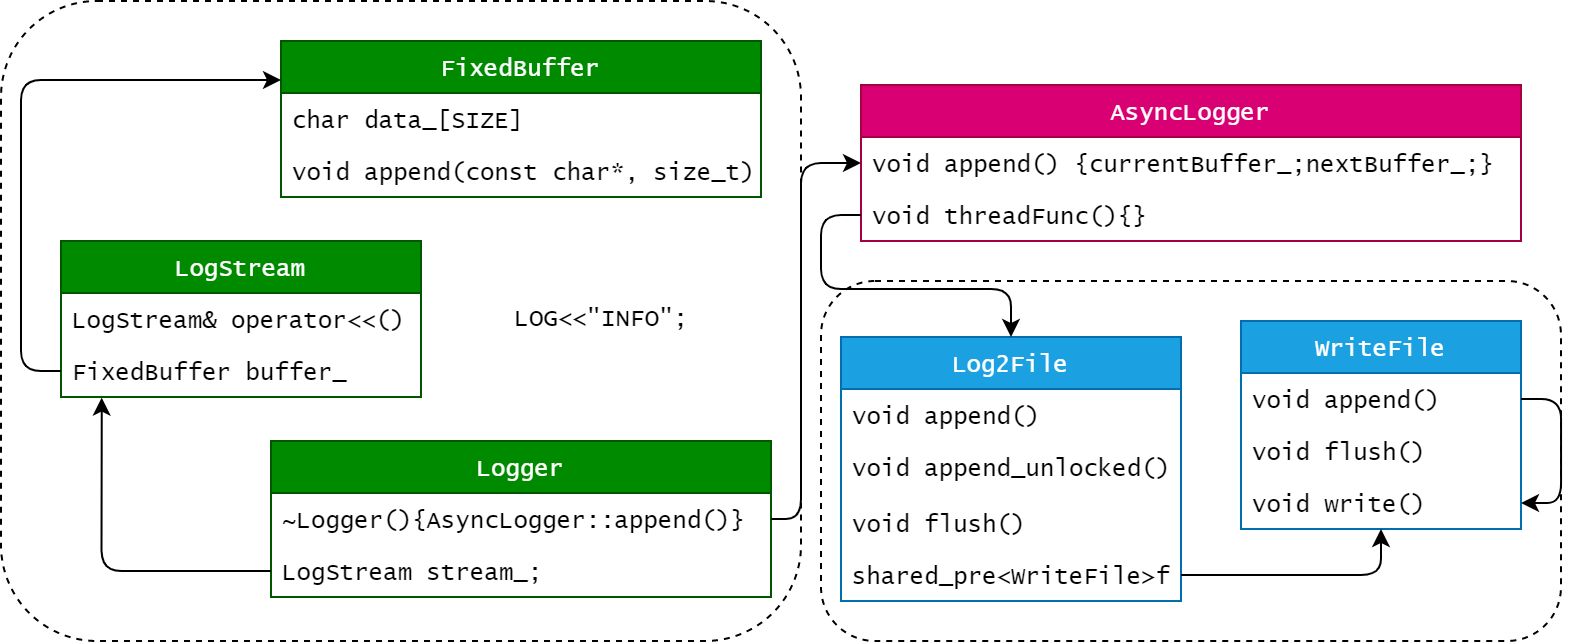 FixedBuffer
char data_[SIZE]
void append(const char*, size_t)
LogStream
LogStream& operator<<()
FixedBuffer buffer_
LOG<<"INFO";
Logger
~Logger(){AsyncLogger::append()}
LogStream stream_;
AsyncLogger
void append() {currentBuffer_;nextBuffer_;}
void threadFunc(){}
Log2File
void append()
void append_unlocked()
void flush()
shared_pre<WriteFile>f
WriteFile
void append()
void flush()
void write()